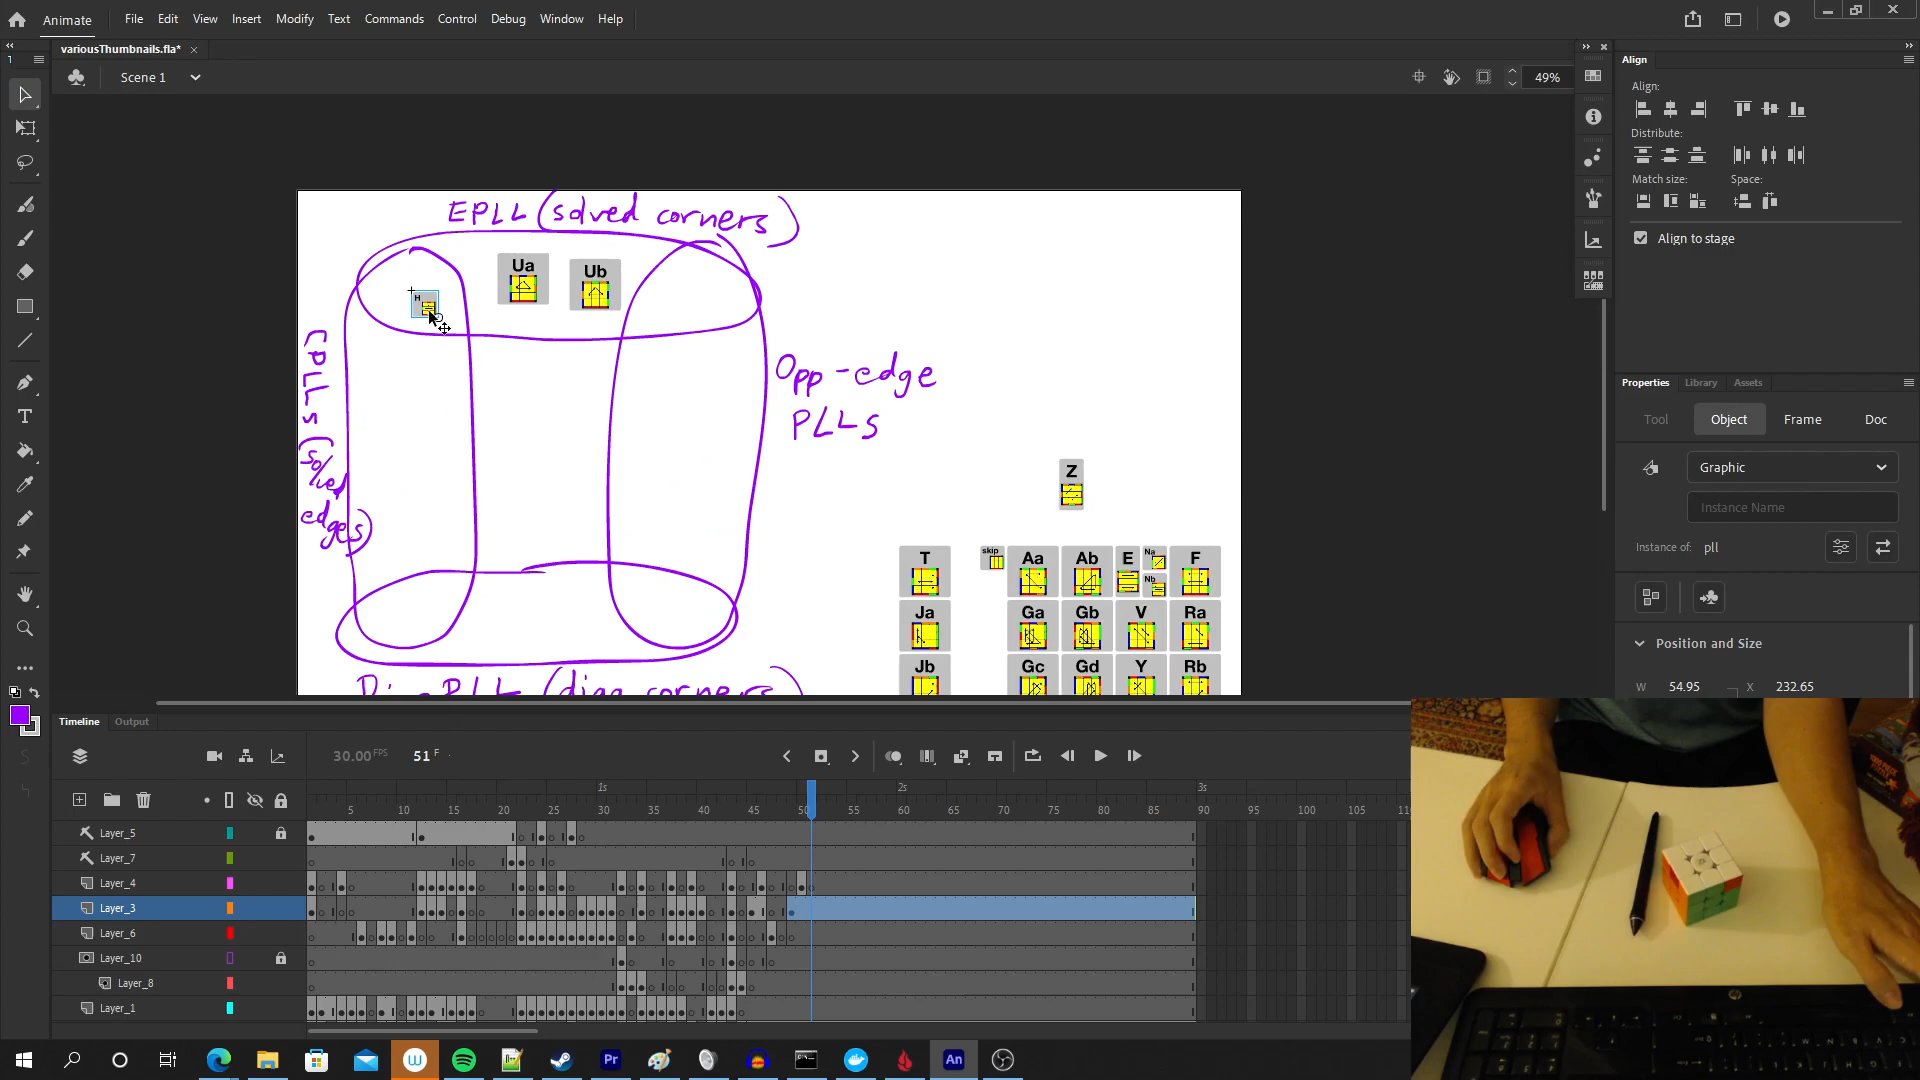 Animate File Edit View Insert Modify Text Commands Control Debug Window Help
variousThumbnails.fla*
Scene 1
49%
Align
Align:
Distribute:
Match size: Space:
Align to stage
Properties Library Assets
Tool Object Frame Doc
Graphic
Instance Name
Instance of: pll
Position and Size
W 54.95 X 232.65
EPLL (solved corners)
Ua
Ub
H
CPLLs (solved edges)
Opp-edge
PLLs
Z
T skip Aa Ab E Na F
Nb
Ja Ga Gb V Ra
Jb Gc Gd Y Rb
Timeline Output
30.00 FPS 51 F
1s 2s 3s
5 10 15 20 25 30 35 40 45 50 55 60 65 70 75 80 85 90 95 100 105
Layer_5
Layer_7
Layer_4
Layer_3
Layer_6
Layer_10
Layer_8
Layer_1
Pr
An